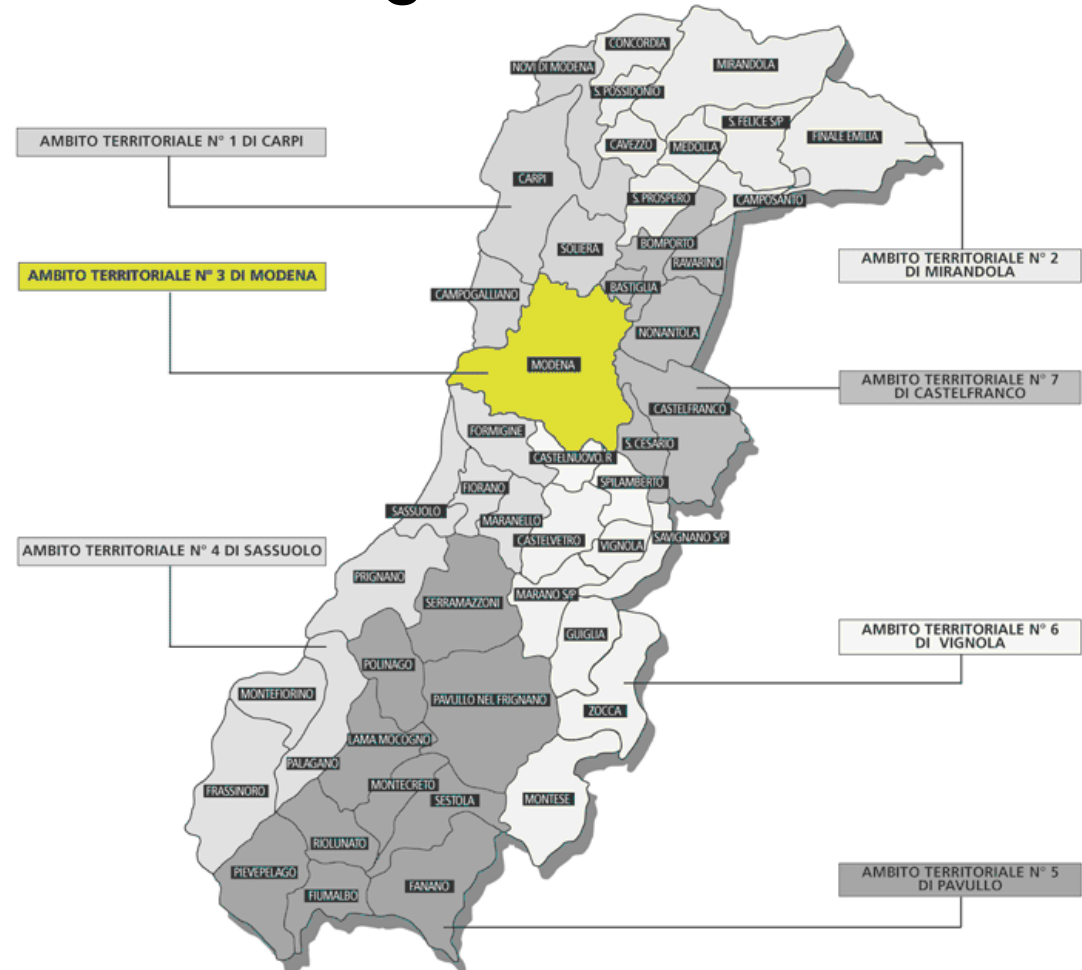 CONCORDIA
NOVI DI MODENA
MIRANDOLA
S. POSSIDONIO
S. FELICE S/P
AMBITO TERRITORIALE N° 1 DI CARPI
FINALE EMILIA
CAVEZZO
MEDOLLA
CARPI
S. PROSPERO
CAMPOSANTO
SOLIERA
BOMPORTO
RAVARINO
AMBITO TERRITORIALE N° 2
DI MIRANDOLA
AMBITO TERRITORIALE N° 3 DI MODENA
BASTIGLIA
CAMPOGALLIANO
NONANTOLA
MODENA
AMBITO TERRITORIALE N° 7
DI CASTELFRANCO
CASTELFRANCO
FORMIGINE
S. CESARIO
CASTELNUOVO. R
SPILAMBERTO
FIORANO
SASSUOLO
MARANELLO
CASTELVETRO
VIGNOLA
SAVIGNANO S/P
AMBITO TERRITORIALE N° 4 DI SASSUOLO
PRIGNANO
SERRAMAZZONI
MARANO S/P
GUIGLIA
AMBITO TERRITORIALE N° 6
DI VIGNOLA
POLINAGO
MONTEFIORINO
PAVULLO NEL FRIGNANO
ZOCCA
LAMA MOCOGNO
PALAGANO
FRASSINORO
MONTECRETO
SESTOLA
MONTESE
RIOLUNATO
PIEVEPELAGO
FIUMALBO
FANANO
AMBITO TERRITORIALE N° 5
DI PAVULLO